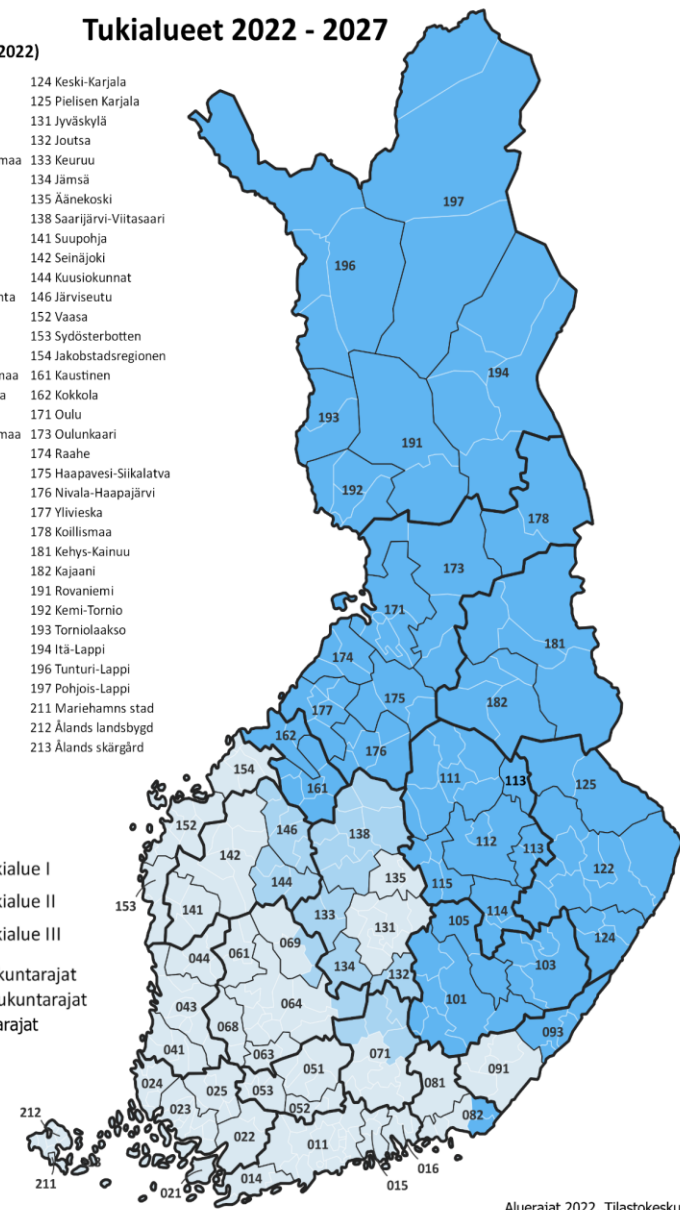 Tukialueet 2022 - 2027
2022)
124 Keski-Karjala
125 Pielisen Karjala
131 Jyväskylä
132 Joutsa
maa 133 Keuruu
134 Jämsä
135 Äänekoski
138 Saarijärvi-Viitasaari
141 Suupohja
142 Seinäjoki
144 Kuusiokunnat
nta 146 Järviseutu
152 Vaasa
153 Sydösterbotten
154 Jakobstadsregionen
maa 161 Kaustinen
a 162 Kokkola
171 Oulu
maa 173 Oulunkaari
174 Raahe
175 Haapavesi-Siikalatva
176 Nivala-Haapajärvi
177 Ylivieska
178 Koillismaa
181 Kehys-Kainuu
182 Kajaani
191 Rovaniemi
192 Kemi-Tornio
193 Torniolaakso
194 Itä-Lappi
196 Tunturi-Lappi
197 Pohjois-Lappi
211 Mariehamns stad
212 Ålands landsbygd
213 Ålands skärgård
kialue I
kialue II
kialue III
kuntarajat
ukuntarajat
arajat
197
196
194
193
191
192
178
173
171
181
174
175
182
177
162
176
154
161
111
113
125
152
146
138
112
113
142
135
122
144
115
153
141
133
105
114
131
124
069
044
061
103
134
132
101
043
064
068
093
041
063
071
051
091
024
025
053
081
023
052
082
212
022
011
016
211
021
014
015
Aluerajat 2022, Tilastokesku